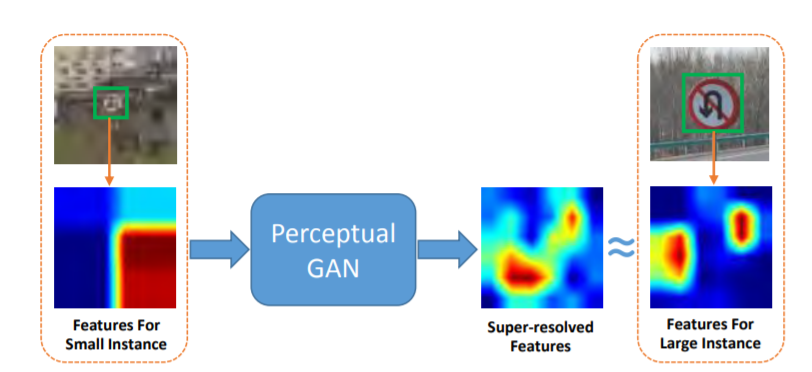 Perceptual
GAN
Features For
Small Instance
Super-resolved
Features
Features For
Large Instance